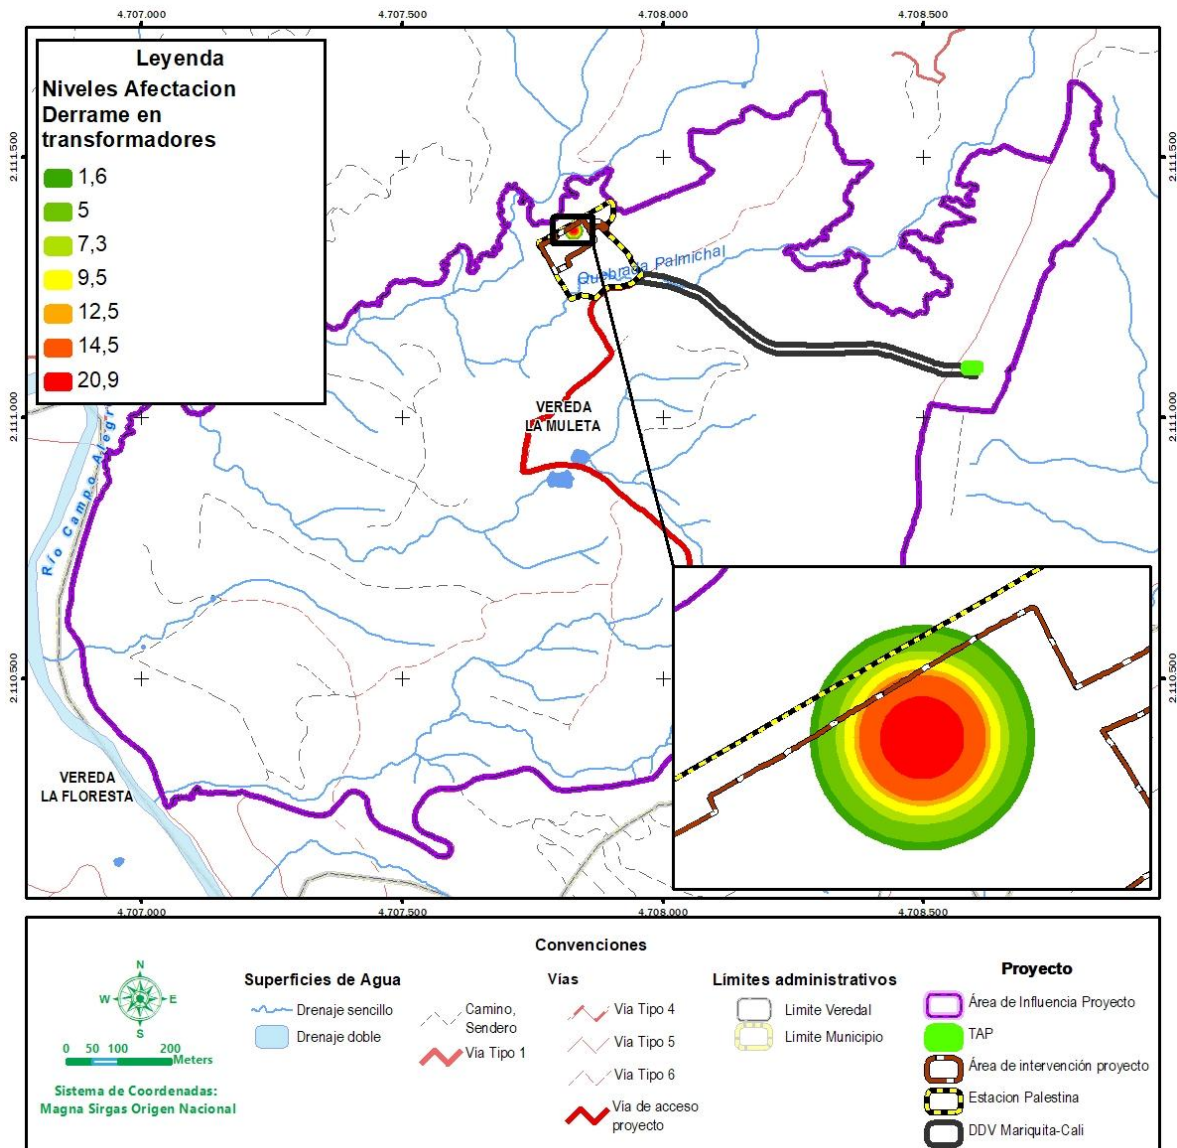 4.707.000
4.707.500
4.708.000
4.708.500
Leyenda
Niveles Afectacion
Derrame en
transformadores
1,6
5
7,3
9,5
12,5
14,5
20,9
2.111.500
2.111.500
2.111.000
2.111.000
2.110.500
2.110.500
Quebrada Palmichal
VEREDA
LA MULETA
Río Campo Alegr
VEREDA
LA FLORESTA
4.707.000
4.707.500
4.708.000
4.708.500
Convenciones
N
W
E
S
0 50 100 200
Meters
Sistema de Coordenadas:
Magna Sirgas Origen Nacional
Superficies de Agua
Drenaje sencillo
Drenaje doble
Vías
Camino,
Sendero
Via Tipo 1
Via Tipo 4
Via Tipo 5
Via Tipo 6
Via de acceso
proyecto
Límites administrativos
Limite Veredal
Limite Municipio
Proyecto
Área de Influencia Proyecto
TAP
Área de intervención proyecto
Estacion Palestina
DDV Mariquita-Cali